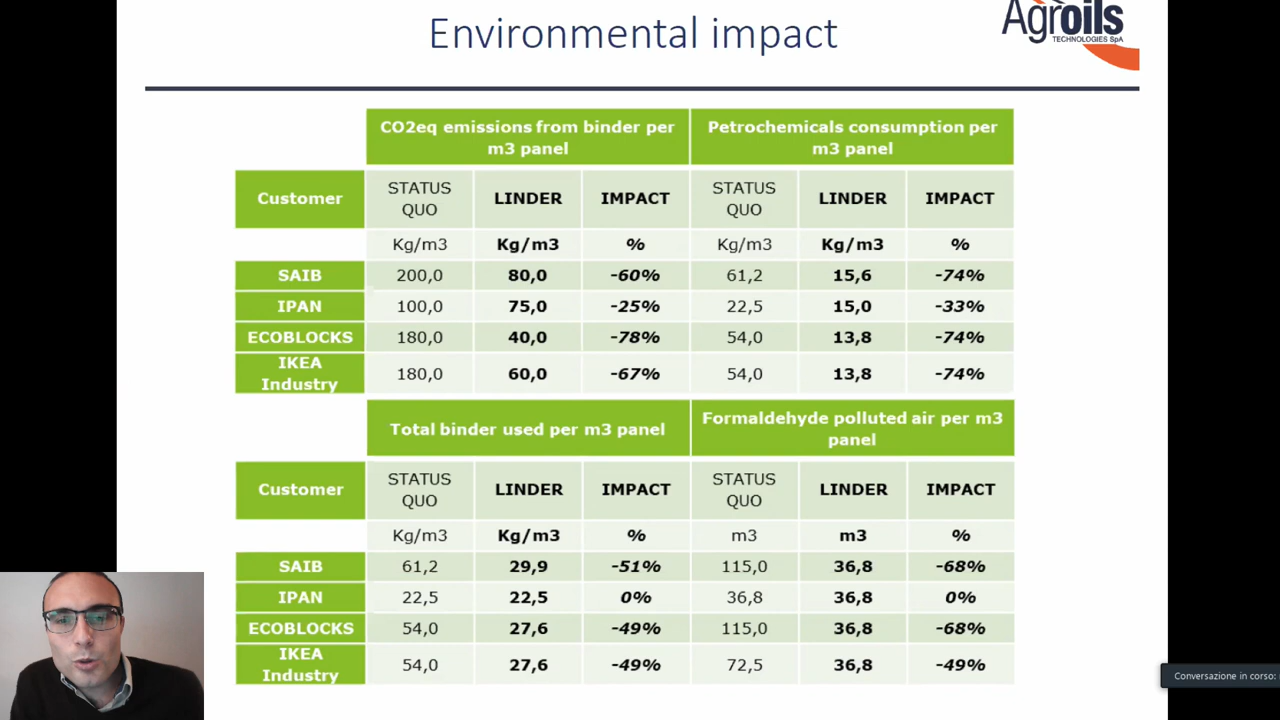 Environmental impact
Agroils
TECHNOLOGIES SpA
CO2eq emissions from binder per
m3 panel
Petrochemicals consumption per
m3 panel
Customer STATUS QUO LINDER IMPACT STATUS QUO LINDER IMPACT
Kg/m3 Kg/m3 % Kg/m3 Kg/m3 %
SAIB 200,0 80,0 -60% 61,2 15,6 -74%
IPAN 100,0 75,0 -25% 22,5 15,0 -33%
ECOBLOCKS 180,0 40,0 -78% 54,0 13,8 -74%
IKEA Industry 180,0 60,0 -67% 54,0 13,8 -74%
Total binder used per m3 panel
Formaldehyde polluted air per m3
panel
Customer STATUS QUO LINDER IMPACT STATUS QUO LINDER IMPACT
Kg/m3 Kg/m3 % m3 m3 %
SAIB 61,2 29,9 -51% 115,0 36,8 -68%
IPAN 22,5 22,5 0% 36,8 36,8 0%
ECOBLOCKS 54,0 27,6 -49% 115,0 36,8 -68%
IKEA Industry 54,0 27,6 -49% 72,5 36,8 -49%
Conversazione in corso: